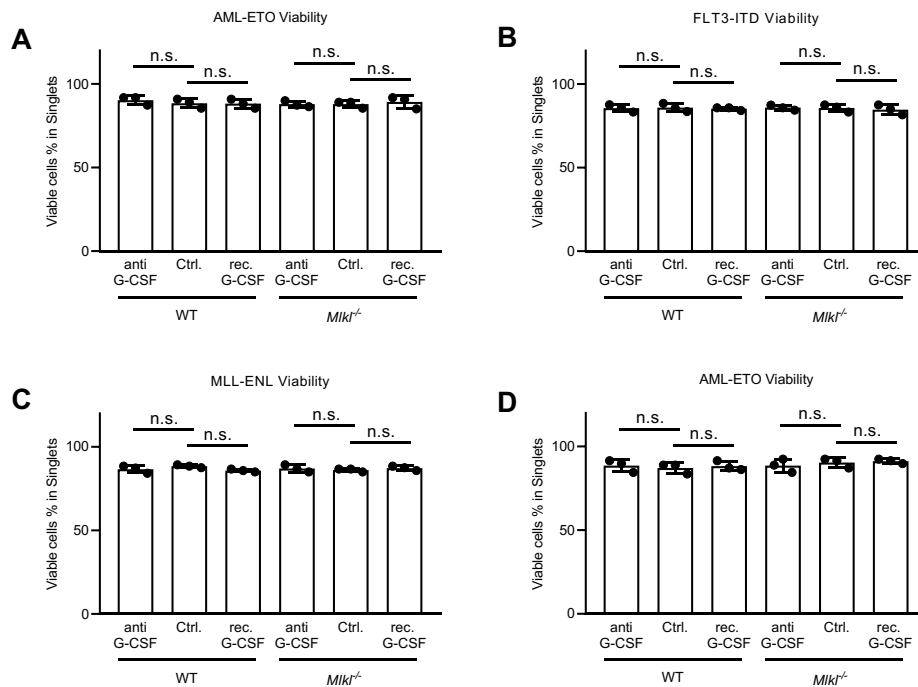 A
AML-ETO Viability
n.s.
n.s.
n.s.
n.s.
Viable cells % in Singlets
100
50
0
anti G-CSF
Ctrl.
rec. G-CSF
anti G-CSF
Ctrl.
rec. G-CSF
WT
Mlkl-/-
B
FLT3-ITD Viability
n.s.
n.s.
n.s.
n.s.
Viable cells % in Singlets
100
50
0
anti G-CSF
Ctrl.
rec. G-CSF
anti G-CSF
Ctrl.
rec. G-CSF
WT
Mlkl-/-
C
MLL-ENL Viability
n.s.
n.s.
n.s.
n.s.
Viable cells % in Singlets
100
50
0
anti G-CSF
Ctrl.
rec. G-CSF
anti G-CSF
Ctrl.
rec. G-CSF
WT
Mlkl-/-
D
AML-ETO Viability
n.s.
n.s.
n.s.
n.s.
Viable cells % in Singlets
100
50
0
anti G-CSF
Ctrl.
rec. G-CSF
anti G-CSF
Ctrl.
rec. G-CSF
WT
Mlkl-/-